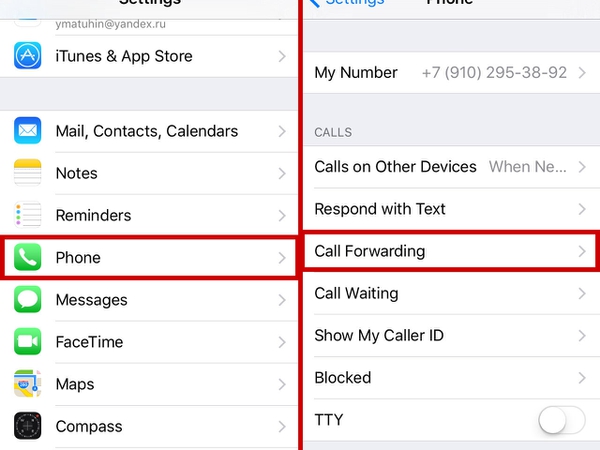 Settings
ymatuhin@yandex.ru
iTunes & App Store
Mail, Contacts, Calendars
Notes
Reminders
Phone
Messages
FaceTime
Maps
Compass
Settings
Phone
My Number +7 (910) 295-38-92
CALLS
Calls on Other Devices When Ne...
Respond with Text
Call Forwarding
Call Waiting
Show My Caller ID
Blocked
TTY